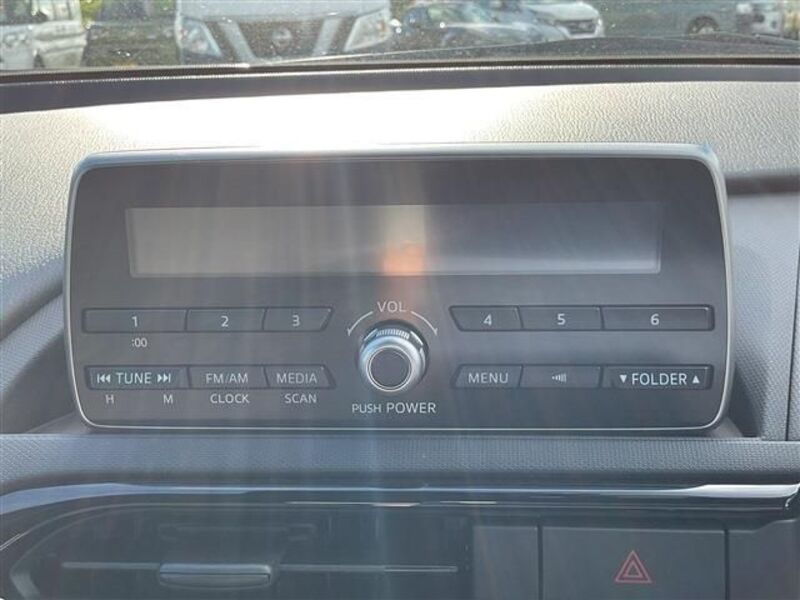 VOL
1 2 3 4 5 6
:00
⏮ TUNE ⏭ FM/AM MEDIA MENU ▼ FOLDER ▲
H M CLOCK SCAN
PUSH POWER